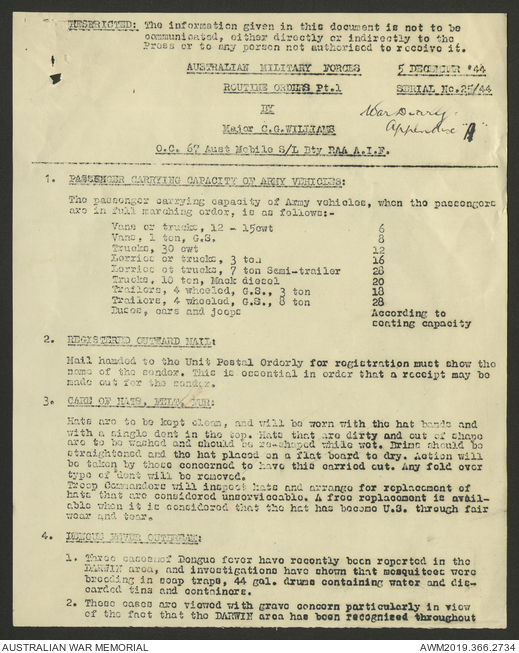 RESTRICTED: The information given in this document is not to be
communicated, either directly or indirectly to the
Press or to any person not authorised to receive it.
AUSTRALIAN MILITARY FORCES 5 DECEMBER '44
ROUTINE ORDERS Pt.1 SERIAL No.25/44
BY War Diary
Appendix "A"
Major C.G.WILLIAMS
O.C. 67 Aust Mobile S/L Bty RAA A.I.F.
1. PASSENGER CARRYING CAPACITY OF ARMY VEHICLES:
The passenger carrying capacity of Army vehicles, when the passengers
are in full marching order, is as follows:-
Vans or trucks, 12 - 15cwt 6
Vans, 1 ton, G.S. 8
Trucks, 30 cwt 12
Lorries or trucks, 3 ton 16
Lorries or trucks, 7 ton Semi-trailer 28
Trucks, 10 ton, Mack diesel 20
Trailers, 4 wheeled, G.S., 3 ton 18
Trailers, 4 wheeled, G.S., 8 ton 28
Buses, cars and jeeps According to
seating capacity
2. REGISTERED OUTWARD MAIL:
Mail handed to the Unit Postal Orderly for registration must show the
name of the sender. This is essential in order that a receipt may be
made out for the sender.
3. CARE OF HATS, FELT, FUR:
Hats are to be kept clean, and will be worn with the hat bands and
with a single dent in the top. Hats that are dirty and out of shape
are to be washed and should be re-shaped while wet. Brims should be
straightened and the hat placed on a flat board to dry. Action will
be taken by those concerned to have this carried out. Any fold over
type of dent will be removed.
Troop Commanders will inspect hats and arrange for replacement of
hats that are considered unserviceable. A free replacement is avail-
able when it is considered that the hat has become U.S. through fair
wear and tear.
4. DENGUE FEVER OUTBREAK:
1. Three cases of Dengue fever have recently been reported in the
DARWIN area, and investigations have shown that mosquitoes were
breeding in soap traps, 44 gal. drums containing water and dis-
carded tins and containers.
2. These cases are viewed with grave concern particularly in view
of the fact that the DARWIN area has been recognised throughout
AUSTRALIAN WAR MEMORIAL AWM2019.366.2734